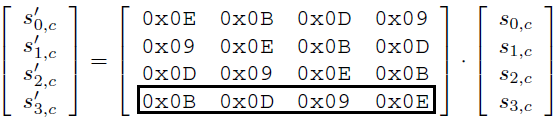 s′0,c 0x0E 0x0B 0x0D 0x09 s0,c
s′1,c = 0x09 0x0E 0x0B 0x0D · s1,c
s′2,c 0x0D 0x09 0x0E 0x0B s2,c
s′3,c 0x0B 0x0D 0x09 0x0E s3,c